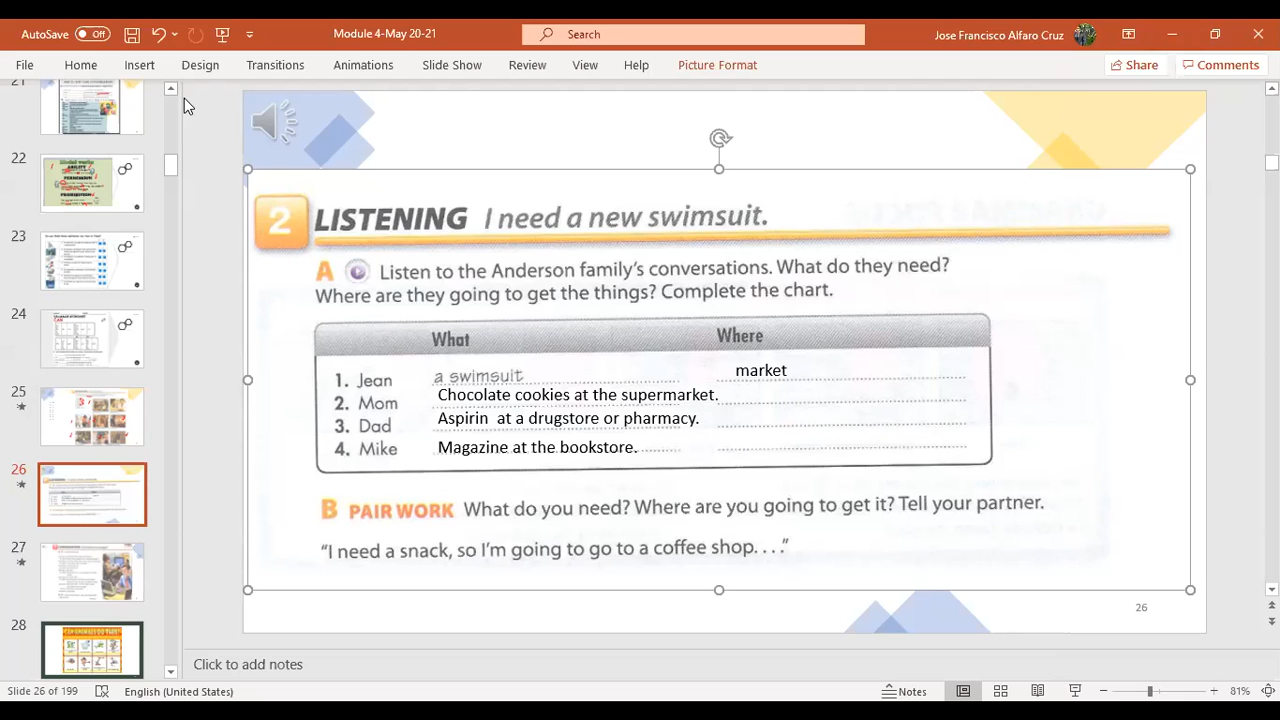 AutoSave Off Module 4-May 20-21 Search Jose Francisco Alfaro Cruz
File Home Insert Design Transitions Animations Slide Show Review View Help Picture Format Share Comments
21
22
23
24
25
26
27
28
2 LISTENING I need a new swimsuit.
A Listen to the Anderson family's conversations. What do they need?
Where are they going to get the things? Complete the chart.
What Where
1. Jean a swimsuit market
2. Mom Chocolate cookies at the supermarket.
3. Dad Aspirin at a drugstore or pharmacy.
4. Mike Magazine at the bookstore.
B PAIR WORK What do you need? Where are you going to get it? Tell your partner.
"I need a snack, so I'm going to go to a coffee shop. . . ."
26
Click to add notes
Slide 26 of 199 English (United States) Notes 81%